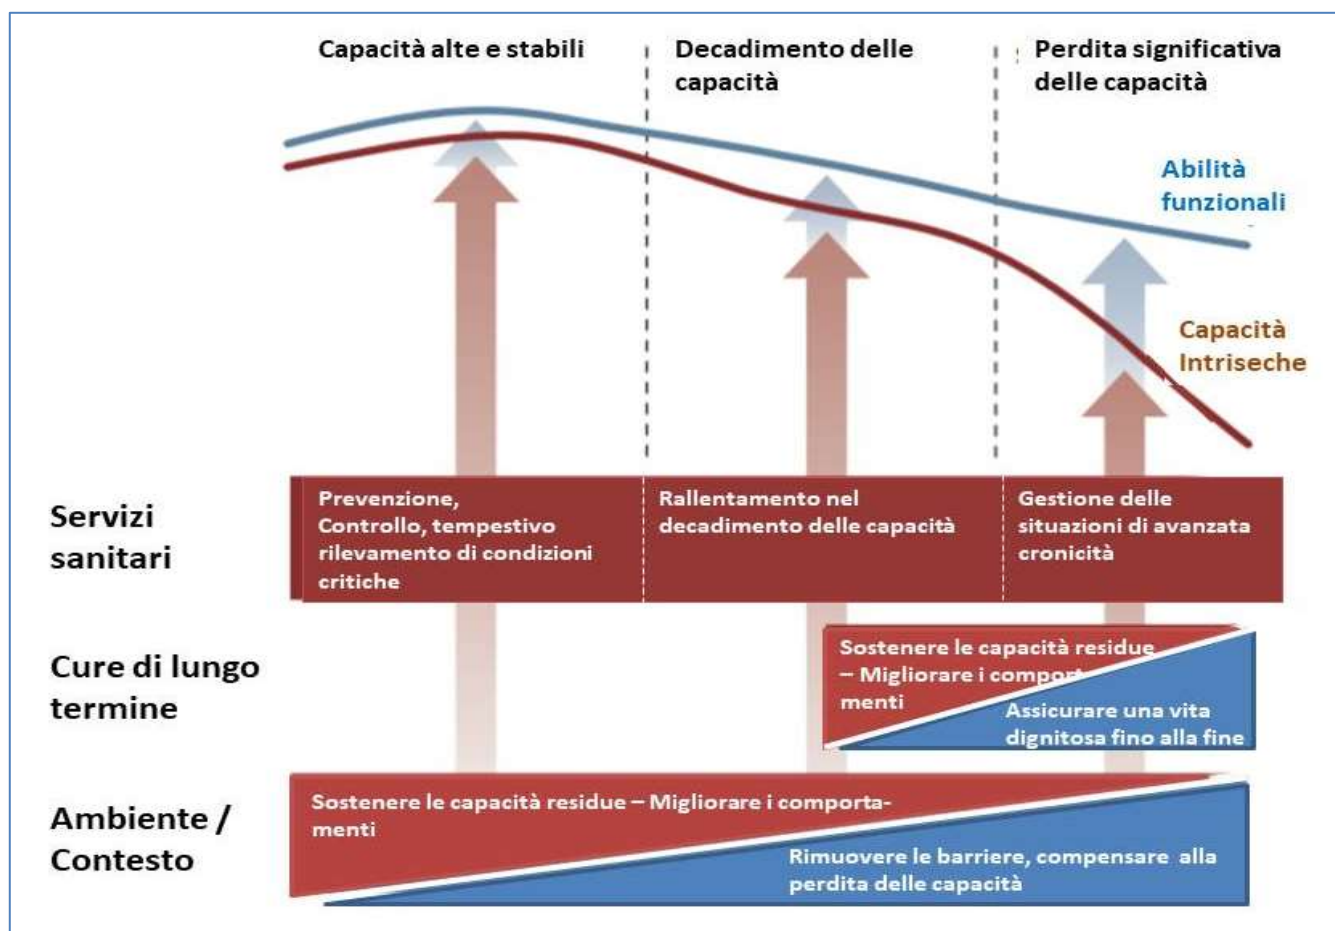 Capacità alte e stabili
Decadimento delle
capacità
Perdita significativa
delle capacità
Abilità
funzionali
Capacità
Intriseche
Servizi
sanitari
Prevenzione,
Controllo, tempestivo
rilevamento di condizioni
critiche
Rallentamento nel
decadimento delle capacità
Gestione delle
situazioni di avanzata
cronicità
Cure di lungo
termine
Sostenere le capacità residue
– Migliorare i comport
menti
Assicurare una vita
dignitosa fino alla fine
Ambiente /
Contesto
Sostenere le capacità residue – Migliorare i comporta-
menti
Rimuovere le barriere, compensare alla
perdita delle capacità